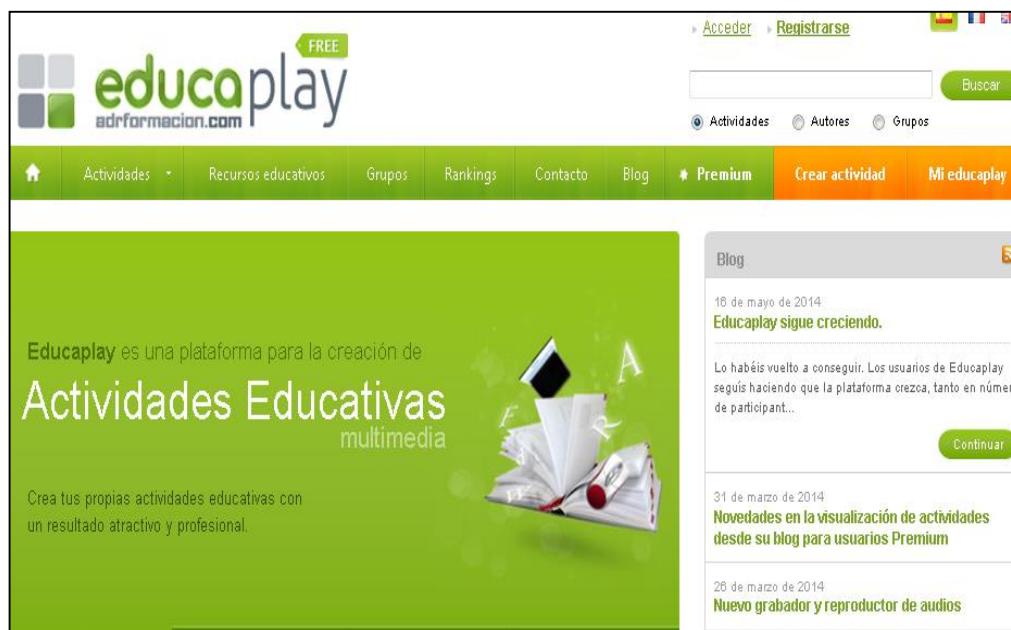 Acceder Registrarse
FREE
educaplay
adrformacion.com
Buscar
Actividades Autores Grupos
Actividades Recursos educativos Grupos Rankings Contacto Blog Premium Crear actividad Mi educaplay
Educaplay es una plataforma para la creación de
Actividades Educativas
multimedia
Crea tus propias actividades educativas con
un resultado atractivo y profesional.
Blog
16 de mayo de 2014
Educaplay sigue creciendo.
Lo habéis vuelto a conseguir. Los usuarios de Educaplay
seguís haciendo que la plataforma crezca, tanto en númer
de participant...
Continuar
31 de marzo de 2014
Novedades en la visualización de actividades
desde su blog para usuarios Premium
26 de marzo de 2014
Nuevo grabador y reproductor de audios